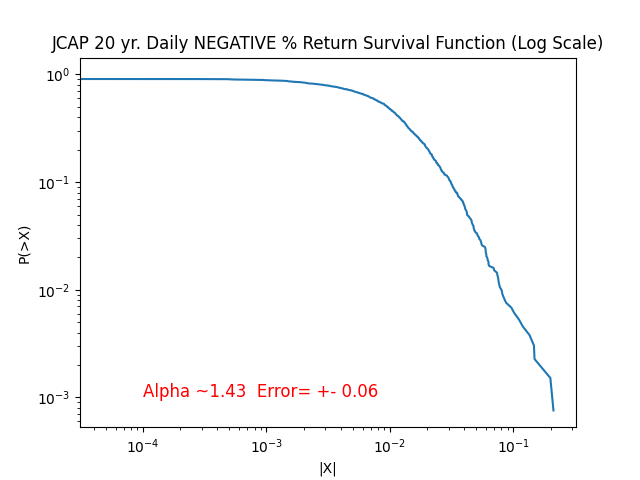 JCAP 20 yr. Daily NEGATIVE % Return Survival Function (Log Scale)
10⁰
10⁻¹
10⁻²
10⁻³
P(>X)
Alpha ~1.43  Error= +- 0.06
10⁻⁴ 10⁻³ 10⁻² 10⁻¹
|X|